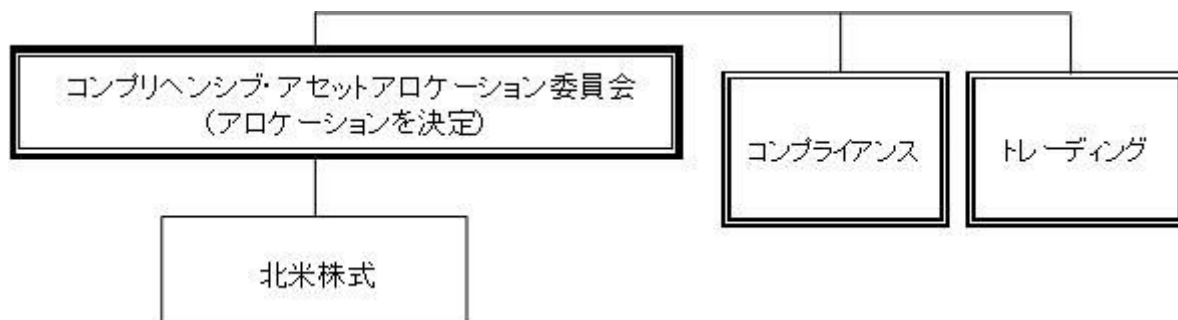 コンプリヘンシブ・アセットアロケーション委員会
(アロケーションを決定)
コンプライアンス
トレーディング
北米株式